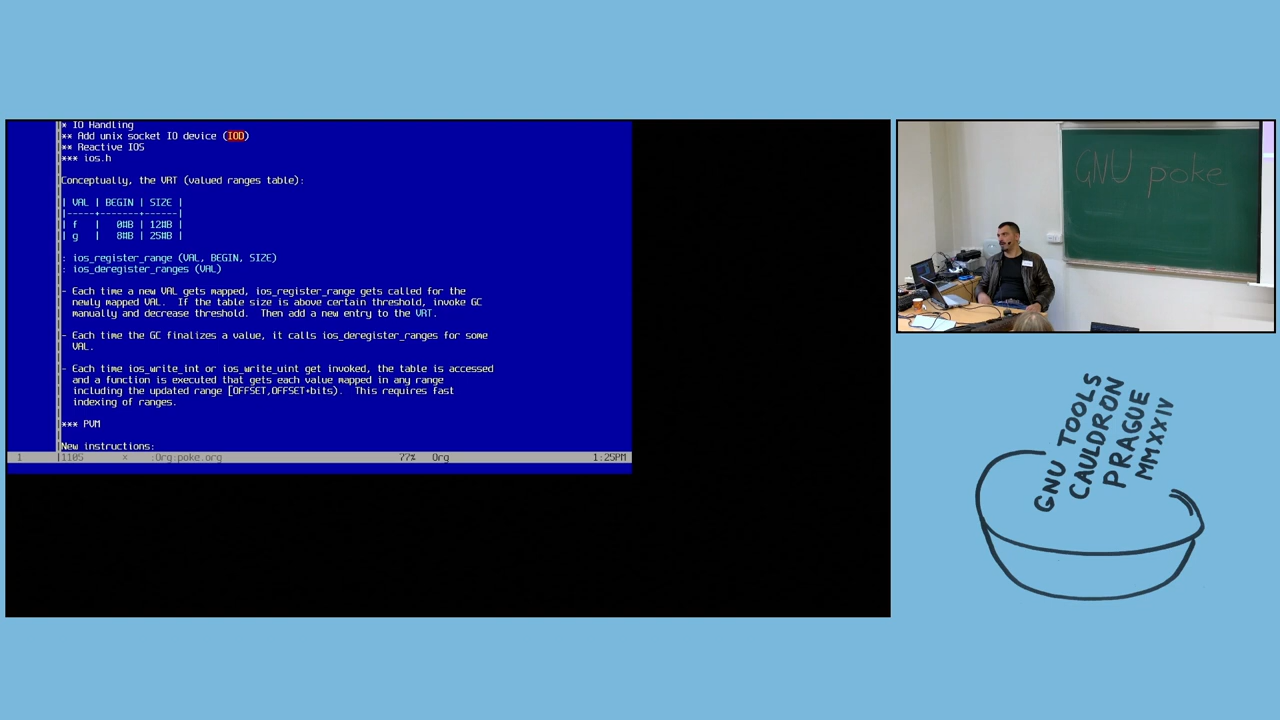 * IO Handling
** Add unix socket IO device (IOD)
** Reactive IOS
*** ios.h
Conceptually, the VRT (valued ranges table):
| VAL | BEGIN | SIZE |
|-----+-------+------|
| f | 0#B | 12#B |
| g | 8#B | 25#B |
: ios_register_range (VAL, BEGIN, SIZE)
: ios_deregister_ranges (VAL)
- Each time a new VAL gets mapped, ios_register_range gets called for the
newly mapped VAL. If the table size is above certain threshold, invoke GC
manually and decrease threshold. Then add a new entry to the VRT.
- Each time the GC finalizes a value, it calls ios_deregister_ranges for some
VAL.
- Each time ios_write_int or ios_write_uint get invoked, the table is accessed
and a function is executed that gets each value mapped in any range
including the updated range [OFFSET,OFFSET+bits). This requires fast
indexing of ranges.
*** PVM
New instructions:
1 |110S * :Org:poke.org 77% Org 1:25PM
GNU poke
GNU TOOLS
CAULDRON
PRAGUE
MMXXIV